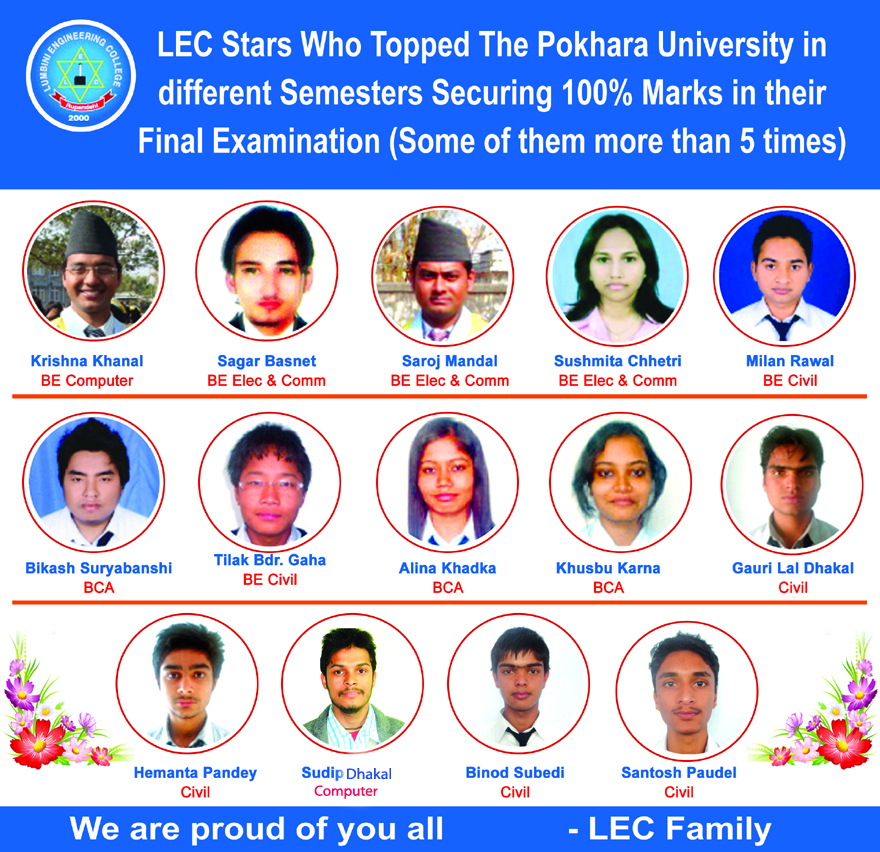 LUMBINI ENGINEERING COLLEGE
Rupandehi
2000
LEC Stars Who Topped The Pokhara University in
different Semesters Securing 100% Marks in their
Final Examination (Some of them more than 5 times)
Krishna Khanal
BE Computer
Sagar Basnet
BE Elec & Comm
Saroj Mandal
BE Elec & Comm
Sushmita Chhetri
BE Elec & Comm
Milan Rawal
BE Civil
Bikash Suryabanshi
BCA
Tilak Bdr. Gaha
BE Civil
Alina Khadka
BCA
Khusbu Karna
BCA
Gauri Lal Dhakal
Civil
Hemanta Pandey
Civil
Sudip Dhakal
Computer
Binod Subedi
Civil
Santosh Paudel
Civil
We are proud of you all - LEC Family